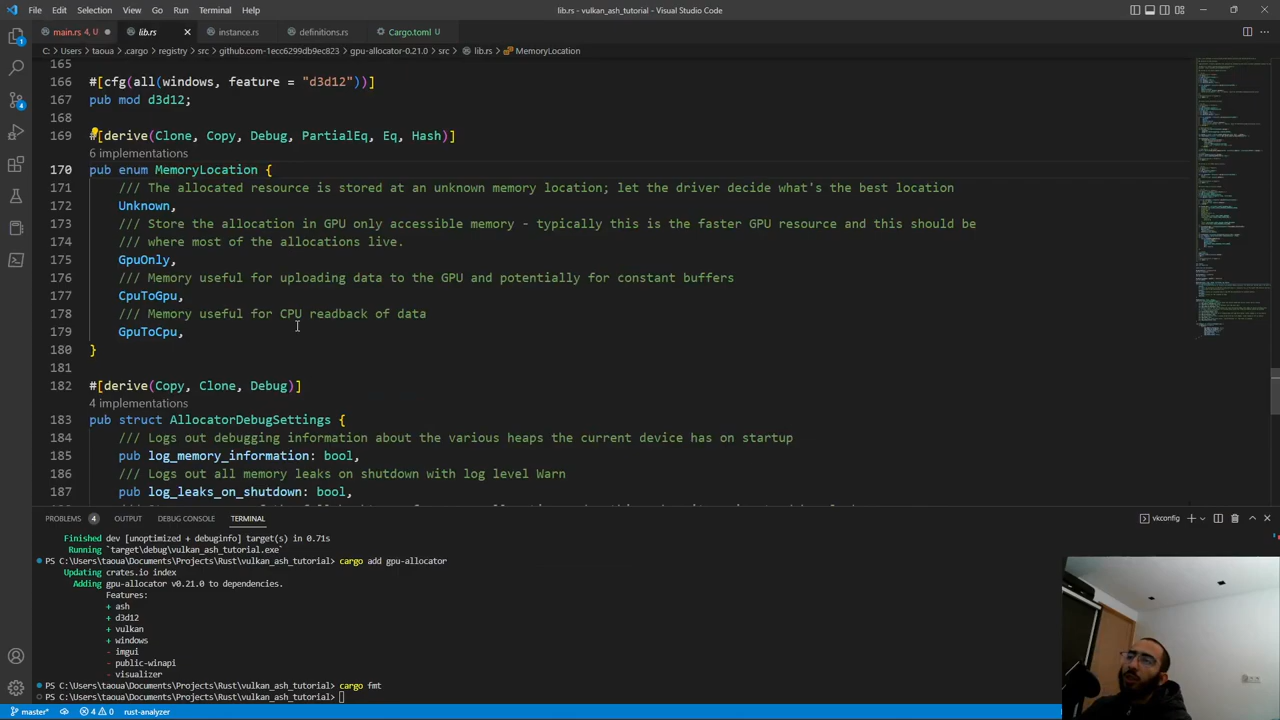 File Edit Selection View Go Run Terminal Help
lib.rs - vulkan_ash_tutorial - Visual Studio Code
main.rs 4, U
lib.rs
instance.rs
definitions.rs
Cargo.toml U
C: > Users > taoua > .cargo > registry > src > github.com-1ecc6299db9ec823 > gpu-allocator-0.21.0 > src > lib.rs > MemoryLocation
165
166 #[cfg(all(windows, feature = "d3d12"))]
167 pub mod d3d12;
168
169 #[derive(Clone, Copy, Debug, PartialEq, Eq, Hash)]
6 implementations
170 pub enum MemoryLocation {
171 /// The allocated resource is stored at an unknown memory location; let the driver decide what's the best location
172 Unknown,
173 /// Store the allocation in GPU only accessible memory - typically this is the faster GPU resource and this should be
174 /// where most of the allocations live.
175 GpuOnly,
176 /// Memory useful for uploading data to the GPU and potentially for constant buffers
177 CpuToGpu,
178 /// Memory useful for CPU readback of data
179 GpuToCpu,
180 }
181
182 #[derive(Copy, Clone, Debug)]
4 implementations
183 pub struct AllocatorDebugSettings {
184 /// Logs out debugging information about the various heaps the current device has on startup
185 pub log_memory_information: bool,
186 /// Logs out all memory leaks on shutdown with log level Warn
187 pub log_leaks_on_shutdown: bool,
PROBLEMS 4 OUTPUT DEBUG CONSOLE TERMINAL
vkconfig
Finished dev [unoptimized + debuginfo] target(s) in 0.71s
Running `target\debug\vulkan_ash_tutorial.exe`
PS C:\Users\taoua\Documents\Projects\Rust\vulkan_ash_tutorial> cargo add gpu-allocator
Updating crates.io index
Adding gpu-allocator v0.21.0 to dependencies.
Features:
+ ash
+ d3d12
+ vulkan
+ windows
- imgui
- public-winapi
- visualizer
PS C:\Users\taoua\Documents\Projects\Rust\vulkan_ash_tutorial> cargo fmt
PS C:\Users\taoua\Documents\Projects\Rust\vulkan_ash_tutorial>
master* 4 0 rust-analyzer